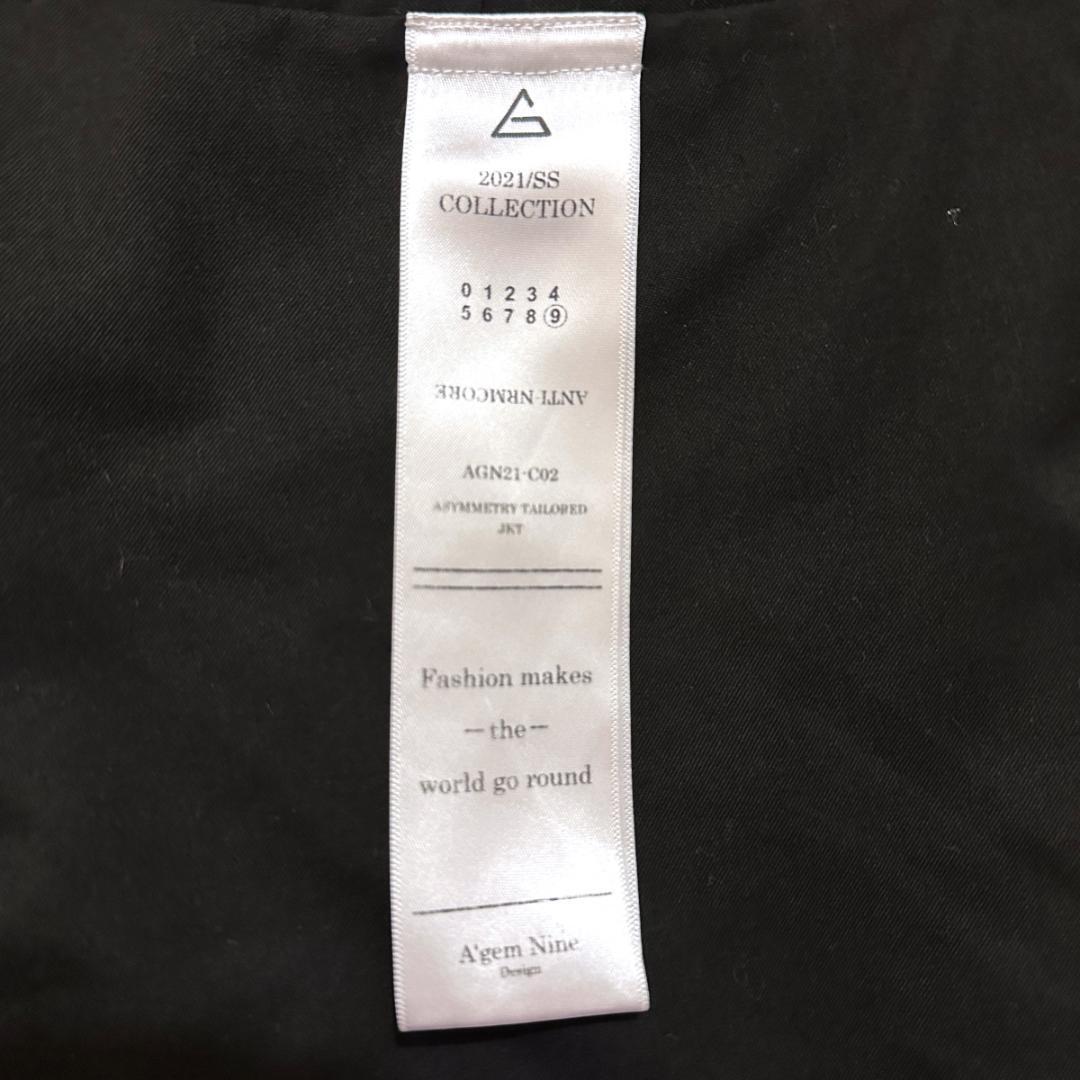 2021/SS
COLLECTION
0 1 2 3 4
5 6 7 8 9
ANTI-NRMCORE
AGN21-C02
ASYMMETRY TAILORED
JKT
Fashion makes
-the-
world go round
A'gem Nine
Design